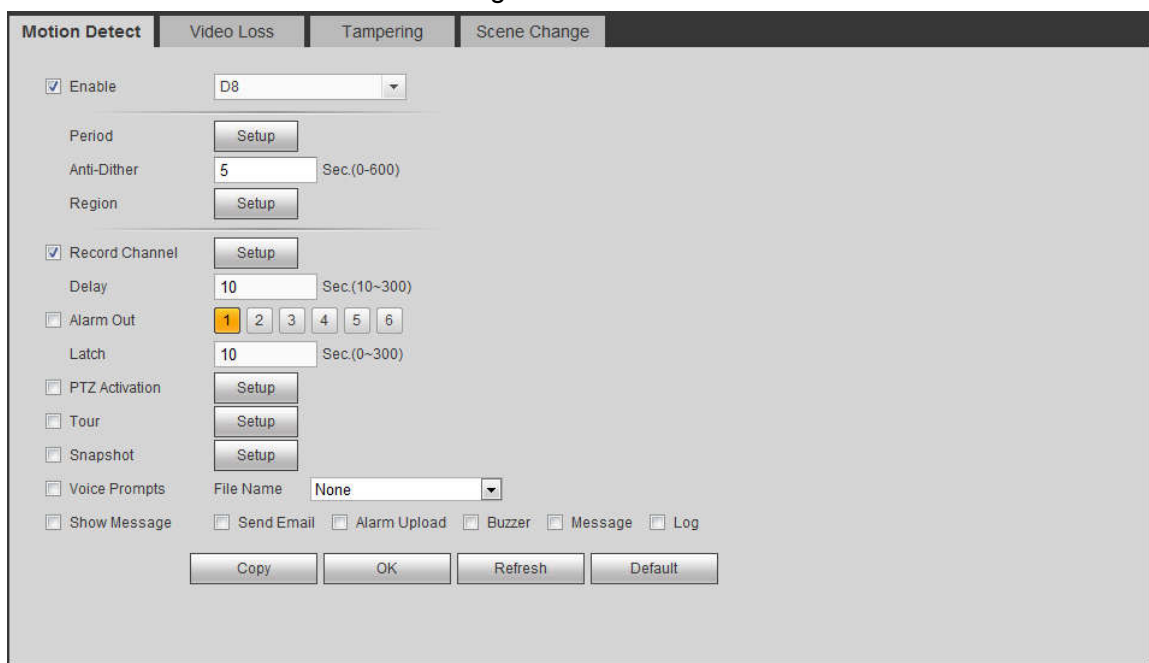 Motion Detect Video Loss Tampering Scene Change
Enable D8
Period Setup
Anti-Dither 5 Sec.(0-600)
Region Setup
Record Channel Setup
Delay 10 Sec.(10~300)
Alarm Out 1 2 3 4 5 6
Latch 10 Sec.(0~300)
PTZ Activation Setup
Tour Setup
Snapshot Setup
Voice Prompts File Name None
Show Message Send Email Alarm Upload Buzzer Message Log
Copy OK Refresh Default